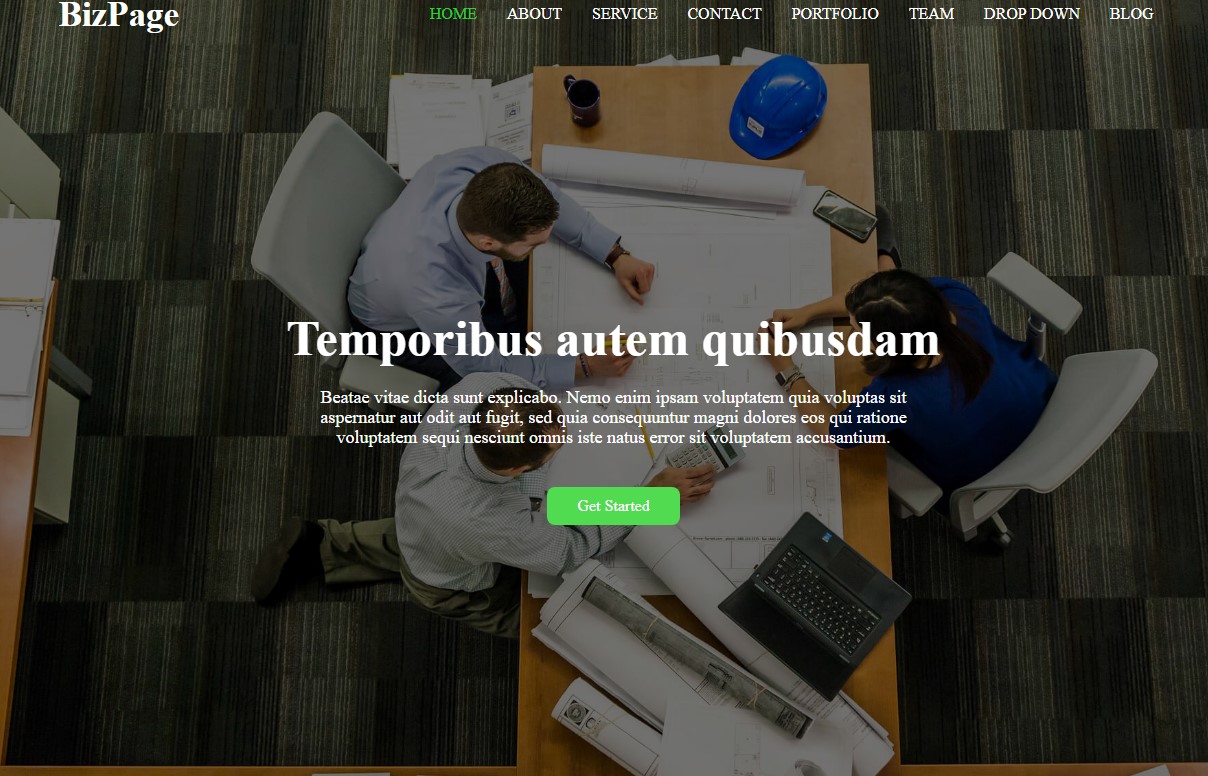 BizPage
HOME ABOUT SERVICE CONTACT PORTFOLIO TEAM DROP DOWN BLOG
Temporibus autem quibusdam
Beatae vitae dicta sunt explicabo. Nemo enim ipsam voluptatem quia voluptas sit
aspernatur aut odit aut fugit, sed quia consequuntur magni dolores eos qui ratione
voluptatem sequi nesciunt omnis iste natus error sit voluptatem accusantium.
Get Started